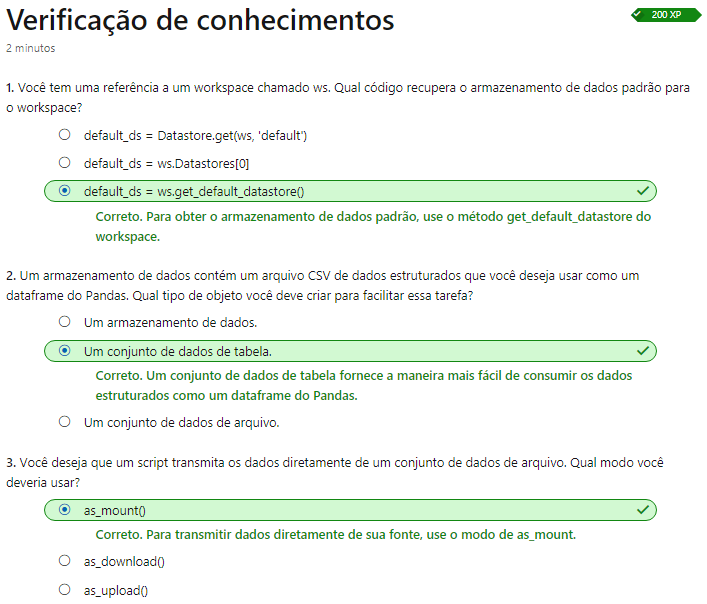 Verificação de conhecimentos
200 XP
2 minutos
1. Você tem uma referência a um workspace chamado ws. Qual código recupera o armazenamento de dados padrão para
o workspace?
default_ds = Datastore.get(ws, 'default')
default_ds = ws.Datastores[0]
default_ds = ws.get_default_datastore()
Correto. Para obter o armazenamento de dados padrão, use o método get_default_datastore do
workspace.
2. Um armazenamento de dados contém um arquivo CSV de dados estruturados que você deseja usar como um
dataframe do Pandas. Qual tipo de objeto você deve criar para facilitar essa tarefa?
Um armazenamento de dados.
Um conjunto de dados de tabela.
Correto. Um conjunto de dados de tabela fornece a maneira mais fácil de consumir os dados
estruturados como um dataframe do Pandas.
Um conjunto de dados de arquivo.
3. Você deseja que um script transmita os dados diretamente de um conjunto de dados de arquivo. Qual modo você
deveria usar?
as_mount()
Correto. Para transmitir dados diretamente de sua fonte, use o modo de as_mount.
as_download()
as_upload()